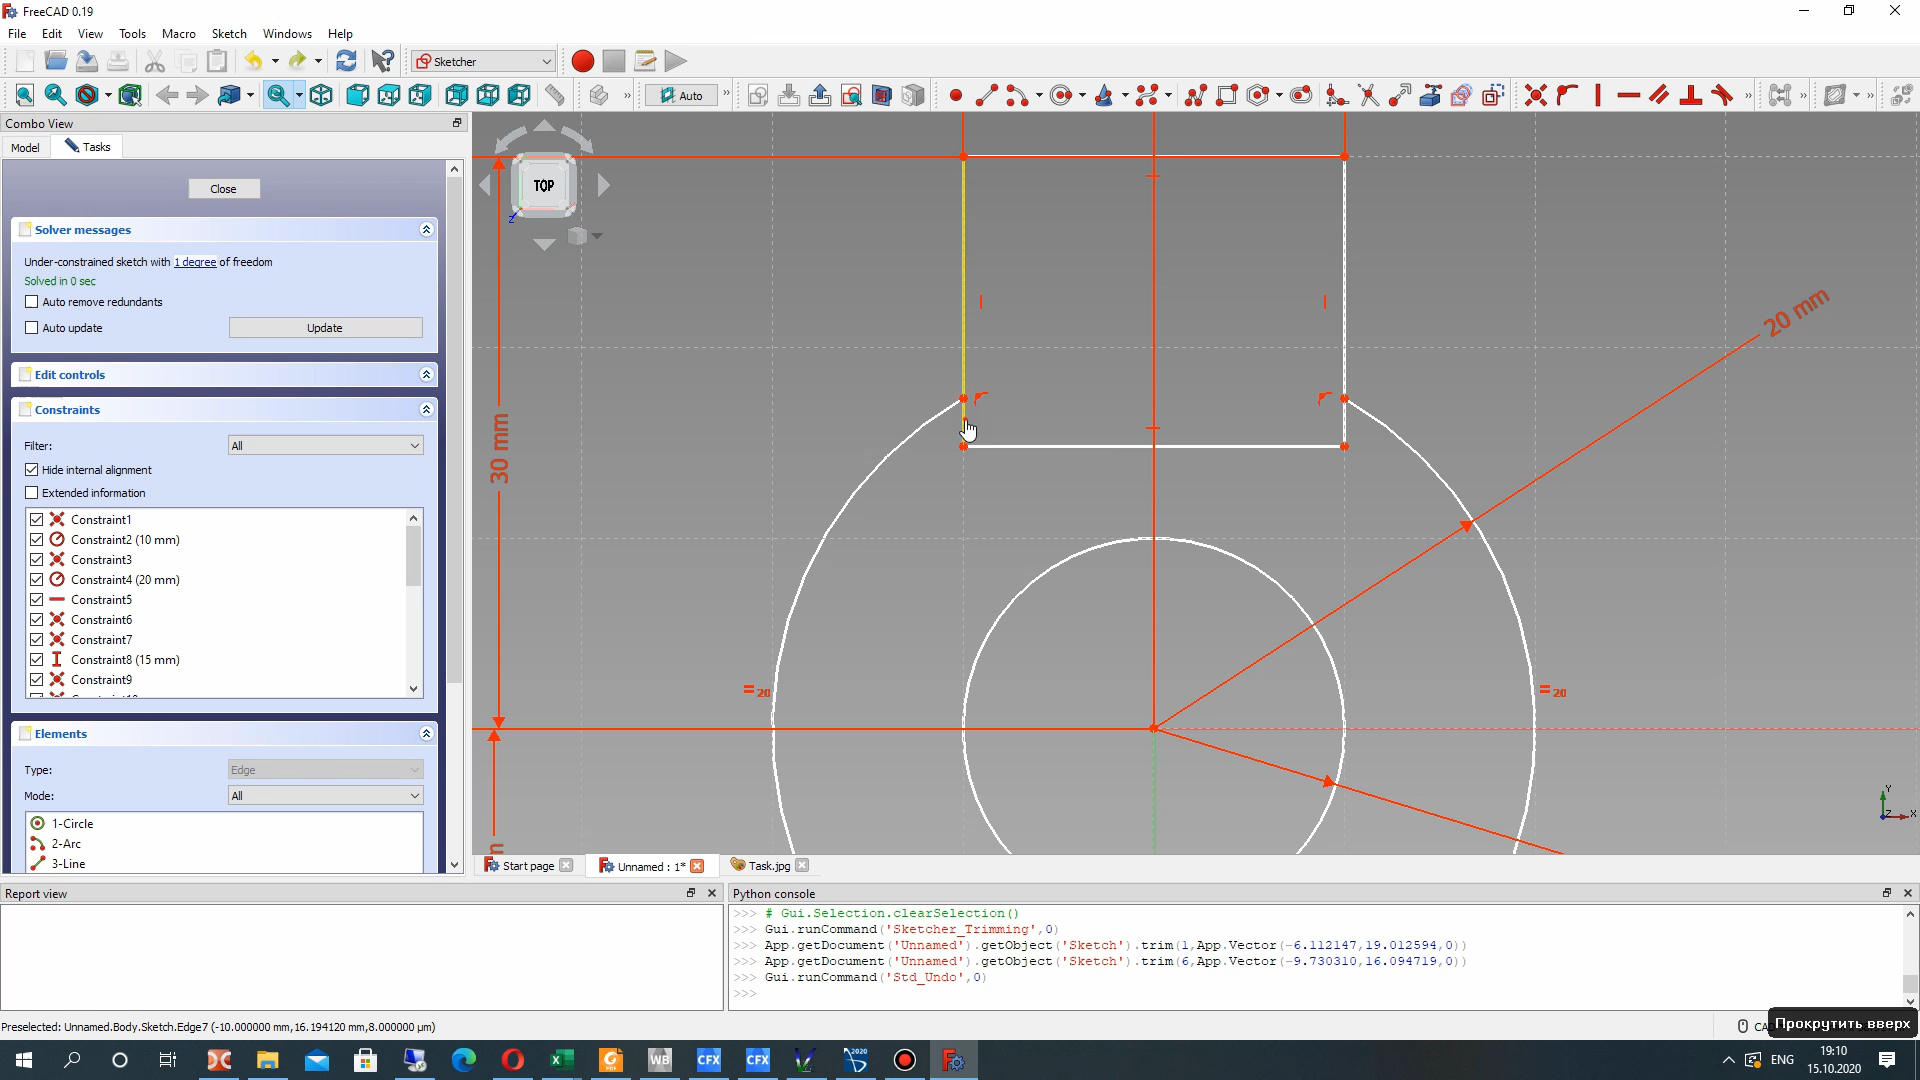 FreeCAD 0.19
File Edit View Tools Macro Sketch Windows Help
Sketcher
Auto
Combo View
Model Tasks
Close
Solver messages
Under-constrained sketch with 1 degree of freedom
Solved in 0 sec
Auto remove redundants
Auto update Update
Edit controls
Constraints
Filter: All
Hide internal alignment
Extended information
Constraint1
Constraint2 (10 mm)
Constraint3
Constraint4 (20 mm)
Constraint5
Constraint6
Constraint7
Constraint8 (15 mm)
Constraint9
Elements
Type: Edge
Mode: All
1-Circle
2-Arc
3-Line
TOP
Z
30 mm
20 mm
20
20
Y
Z X
Start page Unnamed : 1* Task.jpg
Report view
Python console
>>> # Gui.Selection.clearSelection()
>>> Gui.runCommand('Sketcher_Trimming',0)
>>> App.getDocument('Unnamed').getObject('Sketch').trim(1,App.Vector(-6.112147,19.012594,0))
>>> App.getDocument('Unnamed').getObject('Sketch').trim(6,App.Vector(-9.730310,16.094719,0))
>>> Gui.runCommand('Std_Undo',0)
>>>
Preselected: Unnamed.Body.Sketch.Edge7 (-10.000000 mm,16.194120 mm,8.000000 µm)
Прокрутить вверх
WB CFX CFX 2020
ENG
19:10
15.10.2020